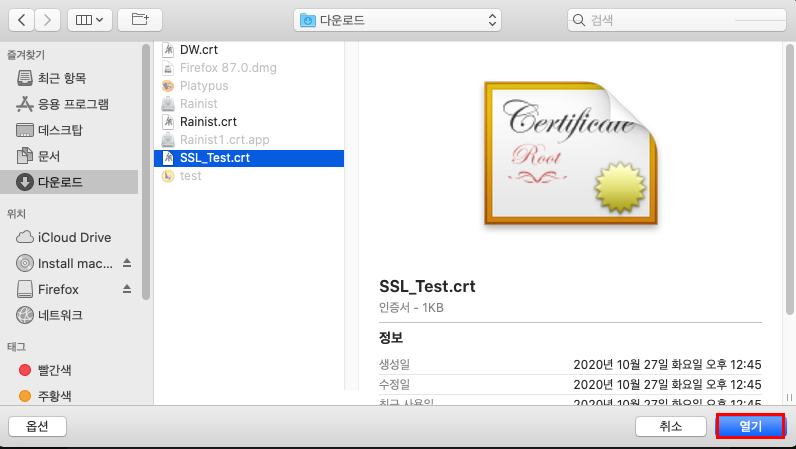 다운로드
검색
즐겨찾기
최근 항목
응용 프로그램
데스크탑
문서
다운로드
위치
iCloud Drive
Install mac...
Firefox
네트워크
태그
빨간색
주황색
DW.crt
Firefox 87.0.dmg
Platypus
Rainist
Rainist.crt
Rainist1.crt.app
SSL_Test.crt
test
Certificate
Root
SSL_Test.crt
인증서 - 1KB
정보
생성일 2020년 10월 27일 화요일 오후 12:45
수정일 2020년 10월 27일 화요일 오후 12:45
최근 사용일 2020년 10월 27일 화요일 오후 12:45
옵션
취소
열기